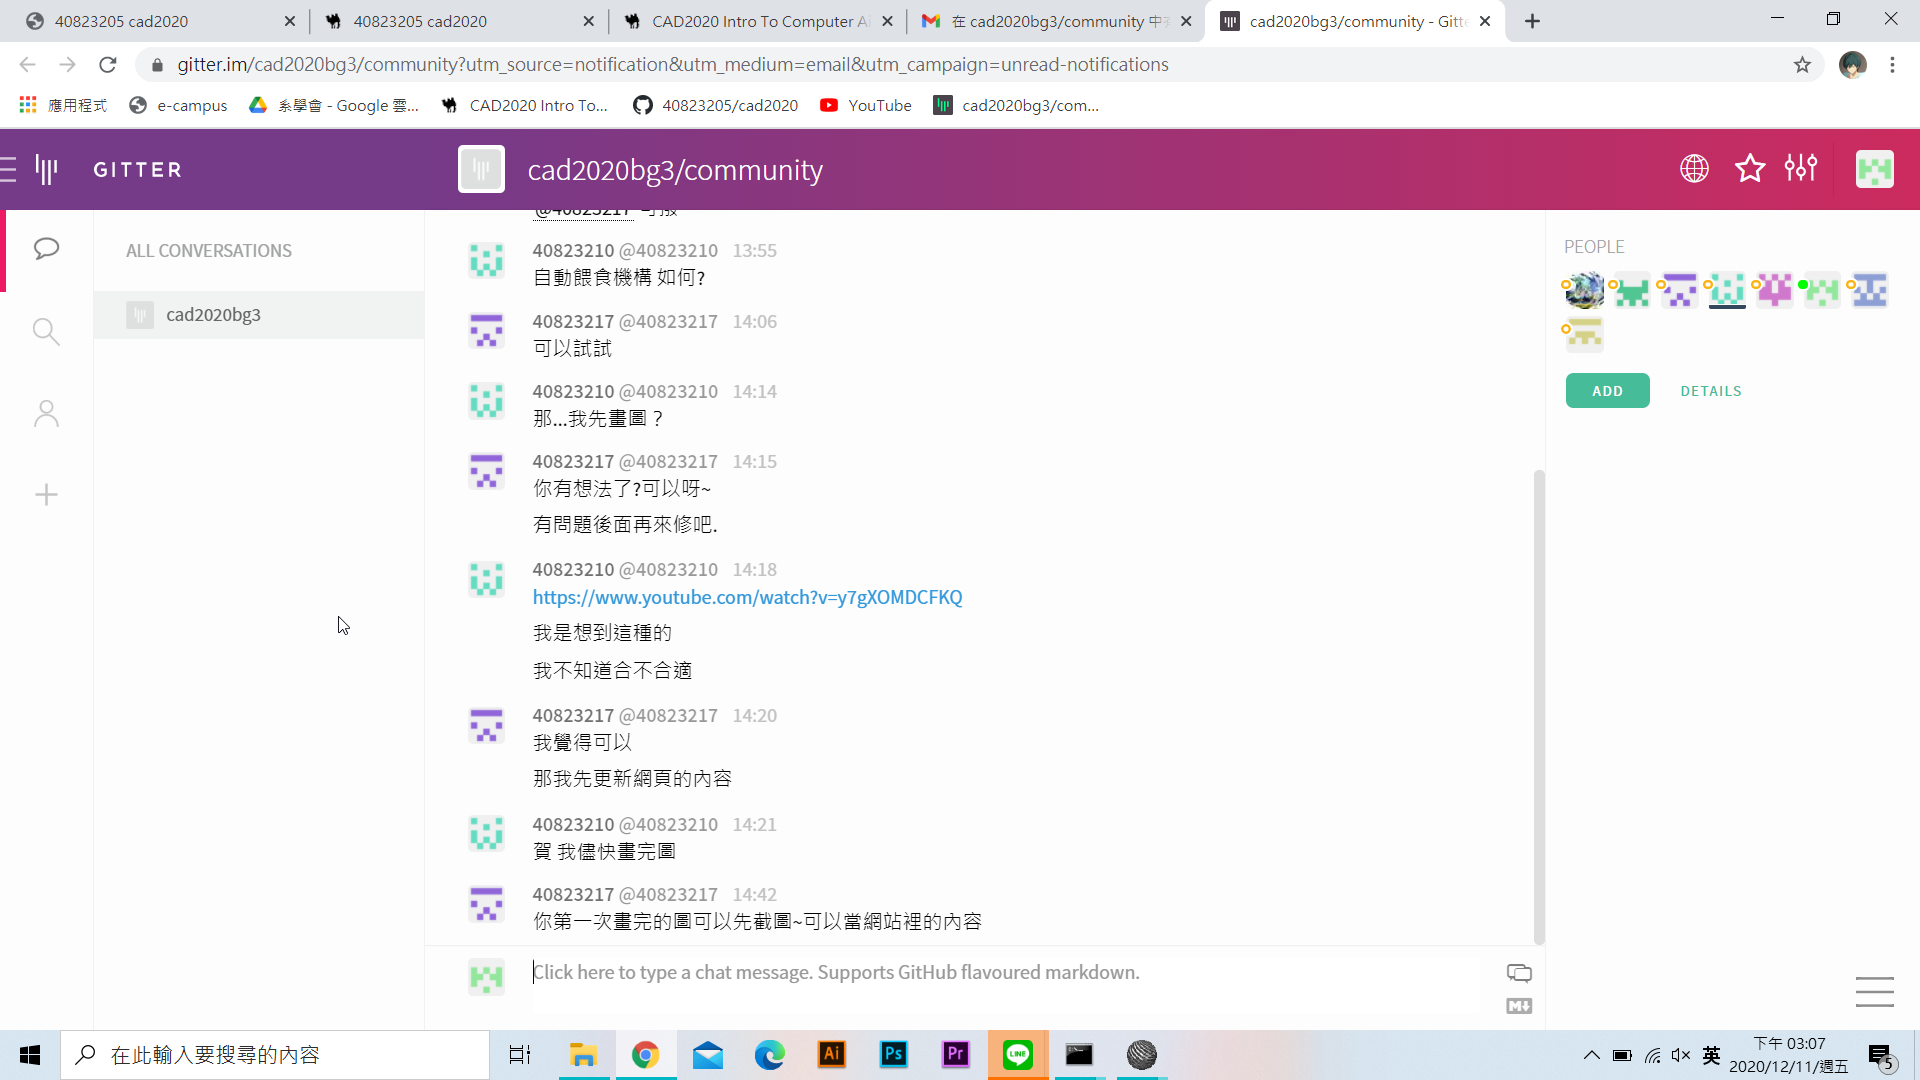 40823205 cad2020
40823205 cad2020
CAD2020 Intro To Computer Ai
在 cad2020bg3/community 中有
cad2020bg3/community - Gitte
gitter.im/cad2020bg3/community?utm_source=notification&utm_medium=email&utm_campaign=unread-notifications
應用程式
e-campus
系學會 - Google 雲...
CAD2020 Intro To...
40823205/cad2020
YouTube
cad2020bg3/com...
GITTER
cad2020bg3/community
ALL CONVERSATIONS
cad2020bg3
@40823217
40823210 @40823210 13:55
自動餵食機構 如何?
40823217 @40823217 14:06
可以試試
40823210 @40823210 14:14
那...我先畫圖？
40823217 @40823217 14:15
你有想法了?可以呀~
有問題後面再來修吧.
40823210 @40823210 14:18
https://www.youtube.com/watch?v=y7gXOMDCFKQ
我是想到這種的
我不知道合不合適
40823217 @40823217 14:20
我覺得可以
那我先更新網頁的內容
40823210 @40823210 14:21
賀 我儘快畫完圖
40823217 @40823217 14:42
你第一次畫完的圖可以先截圖~可以當網站裡的內容
Click here to type a chat message. Supports GitHub flavoured markdown.
PEOPLE
ADD
DETAILS
在此輸入要搜尋的內容
Ai
Ps
Pr
LINE
英
下午 03:07
2020/12/11/週五
5